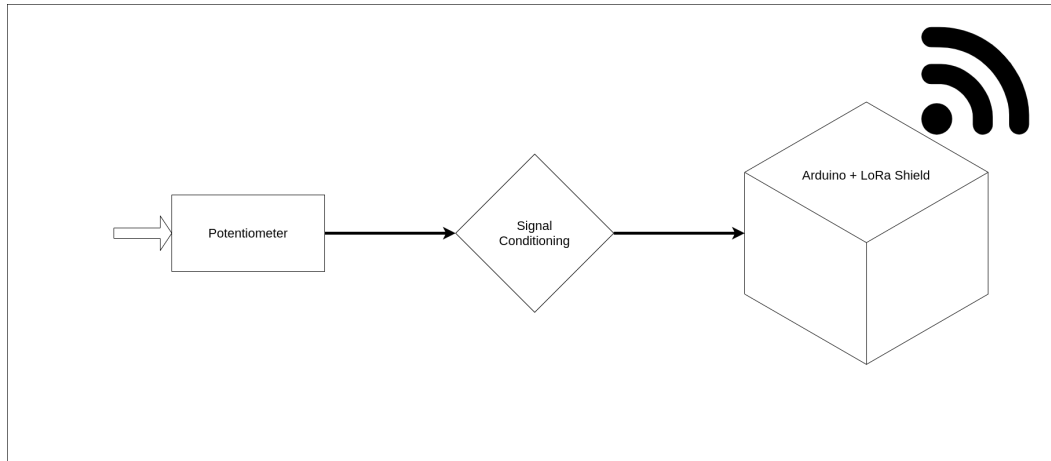 Potentiometer
Signal
Conditioning
Arduino + LoRa Shield